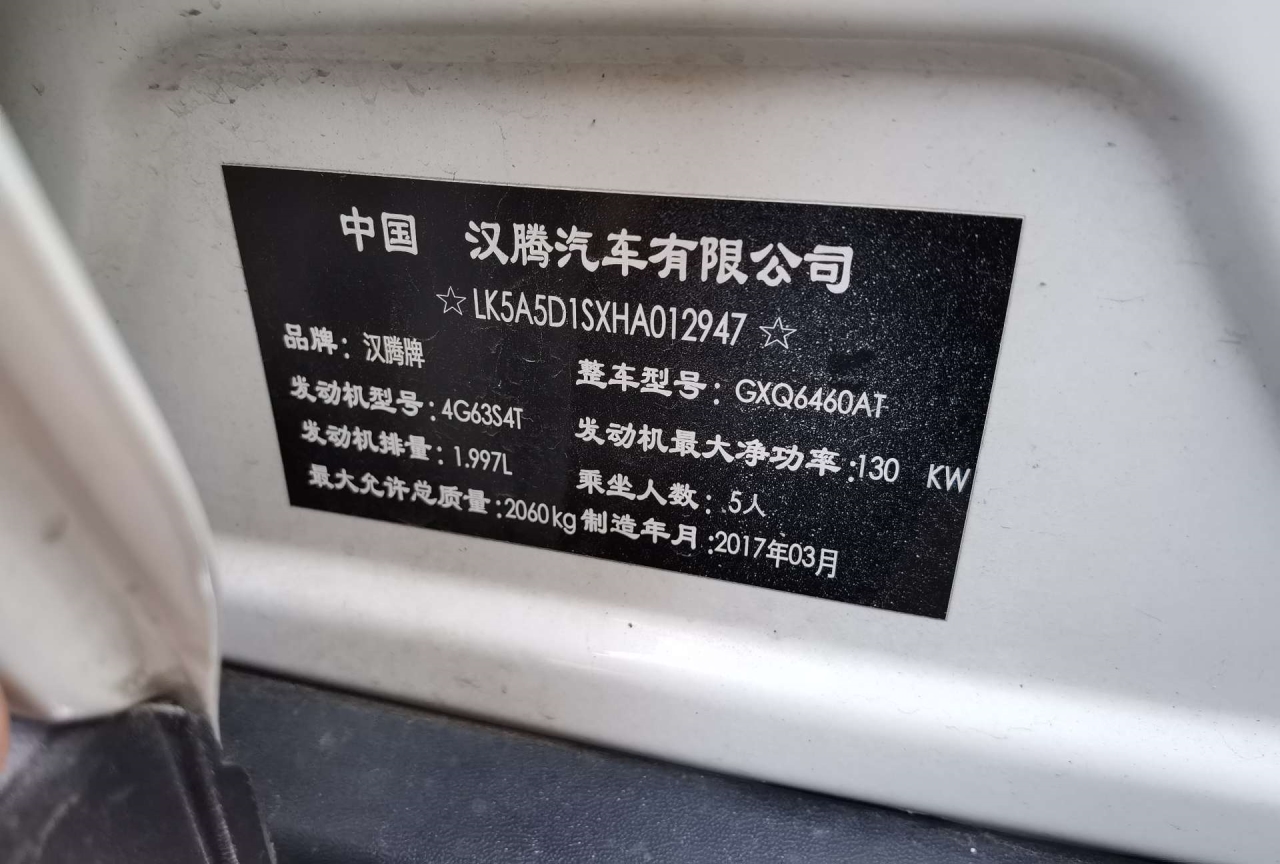 中国 汉腾汽车有限公司
☆LK5A5D1SXHA012947☆
品牌：汉腾牌 整车型号：GXQ6460AT
发动机型号：4G63S4T 发动机最大净功率：130 KW
发动机排量：1.997L 乘坐人数：5人
最大允许总质量：2060kg 制造年月：2017年03月